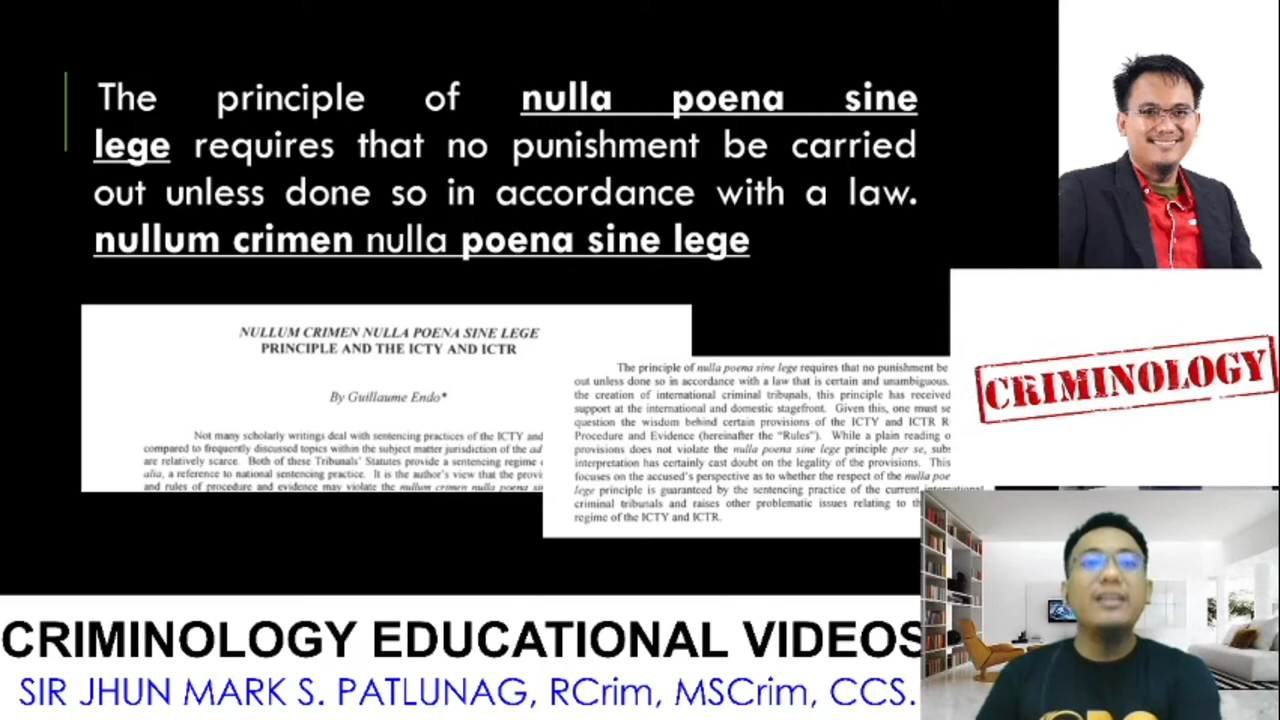 The principle of nulla poena sine
lege requires that no punishment be carried
out unless done so in accordance with a law.
nullum crimen nulla poena sine lege
NULLUM CRIMEN NULLA POENA SINE LEGE
PRINCIPLE AND THE ICTY AND ICTR
By Guillaume Endo*
Not many scholarly writings deal with sentencing practices of the ICTY and
compared to frequently discussed topics within the subject matter jurisdiction of the ad
are relatively scarce. Both of these Tribunals' Statutes provide a sentencing regime
alia, a reference to national sentencing practice. It is the author's view that the provi
and rules of procedure and evidence may violate the nullum crimen nulla poena si
The principle of nulla poena sine lege requires that no punishment be
out unless done so in accordance with a law that is certain and unambiguous.
the creation of international criminal tribunals, this principle has received
support at the international and domestic stagefront. Given this, one must se
question the wisdom behind certain provisions of the ICTY and ICTR R
Procedure and Evidence (hereinafter the "Rules"). While a plain reading o
provisions does not violate the nulla poena sine lege principle per se, sub
interpretation has certainly cast doubt on the legality of the provisions. This
focuses on the accused's perspective as to whether the respect of the nulla poe
lege principle is guaranteed by the sentencing practice of the current international
criminal tribunals and raises other problematic issues relating to th
regime of the ICTY and ICTR.
CRIMINOLOGY
CRIMINOLOGY EDUCATIONAL VIDEOS
SIR JHUN MARK S. PATLUNAG, RCrim, MSCrim, CCS.